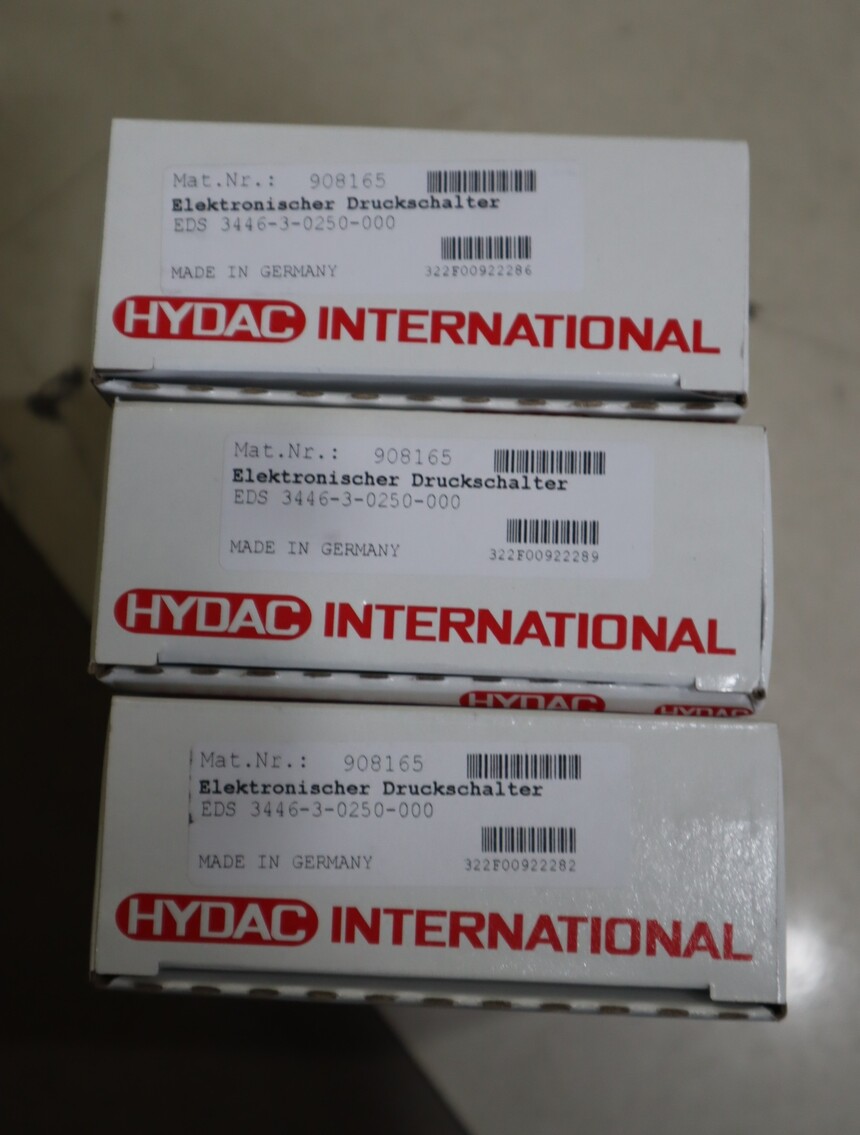 Mat.Nr.: 908165
Elektronischer Druckschalter
EDS 3446-3-0250-000
MADE IN GERMANY 322F00922286
HYDAC INTERNATIONAL
Mat.Nr.: 908165
Elektronischer Druckschalter
EDS 3446-3-0250-000
MADE IN GERMANY 322F00922289
HYDAC INTERNATIONAL
HYDAC HYDAC
Mat.Nr.: 908165
Elektronischer Druckschalter
EDS 3446-3-0250-000
MADE IN GERMANY 322F00922282
HYDAC INTERNATIONAL